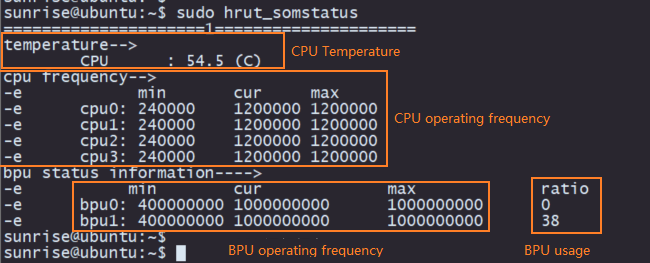 sunrise@ubuntu:~$ sudo hrut_somstatus
=====================1=====================
temperature-->
CPU : 54.5 (C)
CPU Temperature
cpu frequency-->
-e min cur max
-e cpu0: 240000 1200000 1200000
-e cpu1: 240000 1200000 1200000
-e cpu2: 240000 1200000 1200000
-e cpu3: 240000 1200000 1200000
CPU operating frequency
bpu status information---->
-e min cur max ratio
-e bpu0: 400000000 1000000000 1000000000 0
-e bpu1: 400000000 1000000000 1000000000 38
sunrise@ubuntu:~$
sunrise@ubuntu:~$
BPU operating frequency
BPU usage